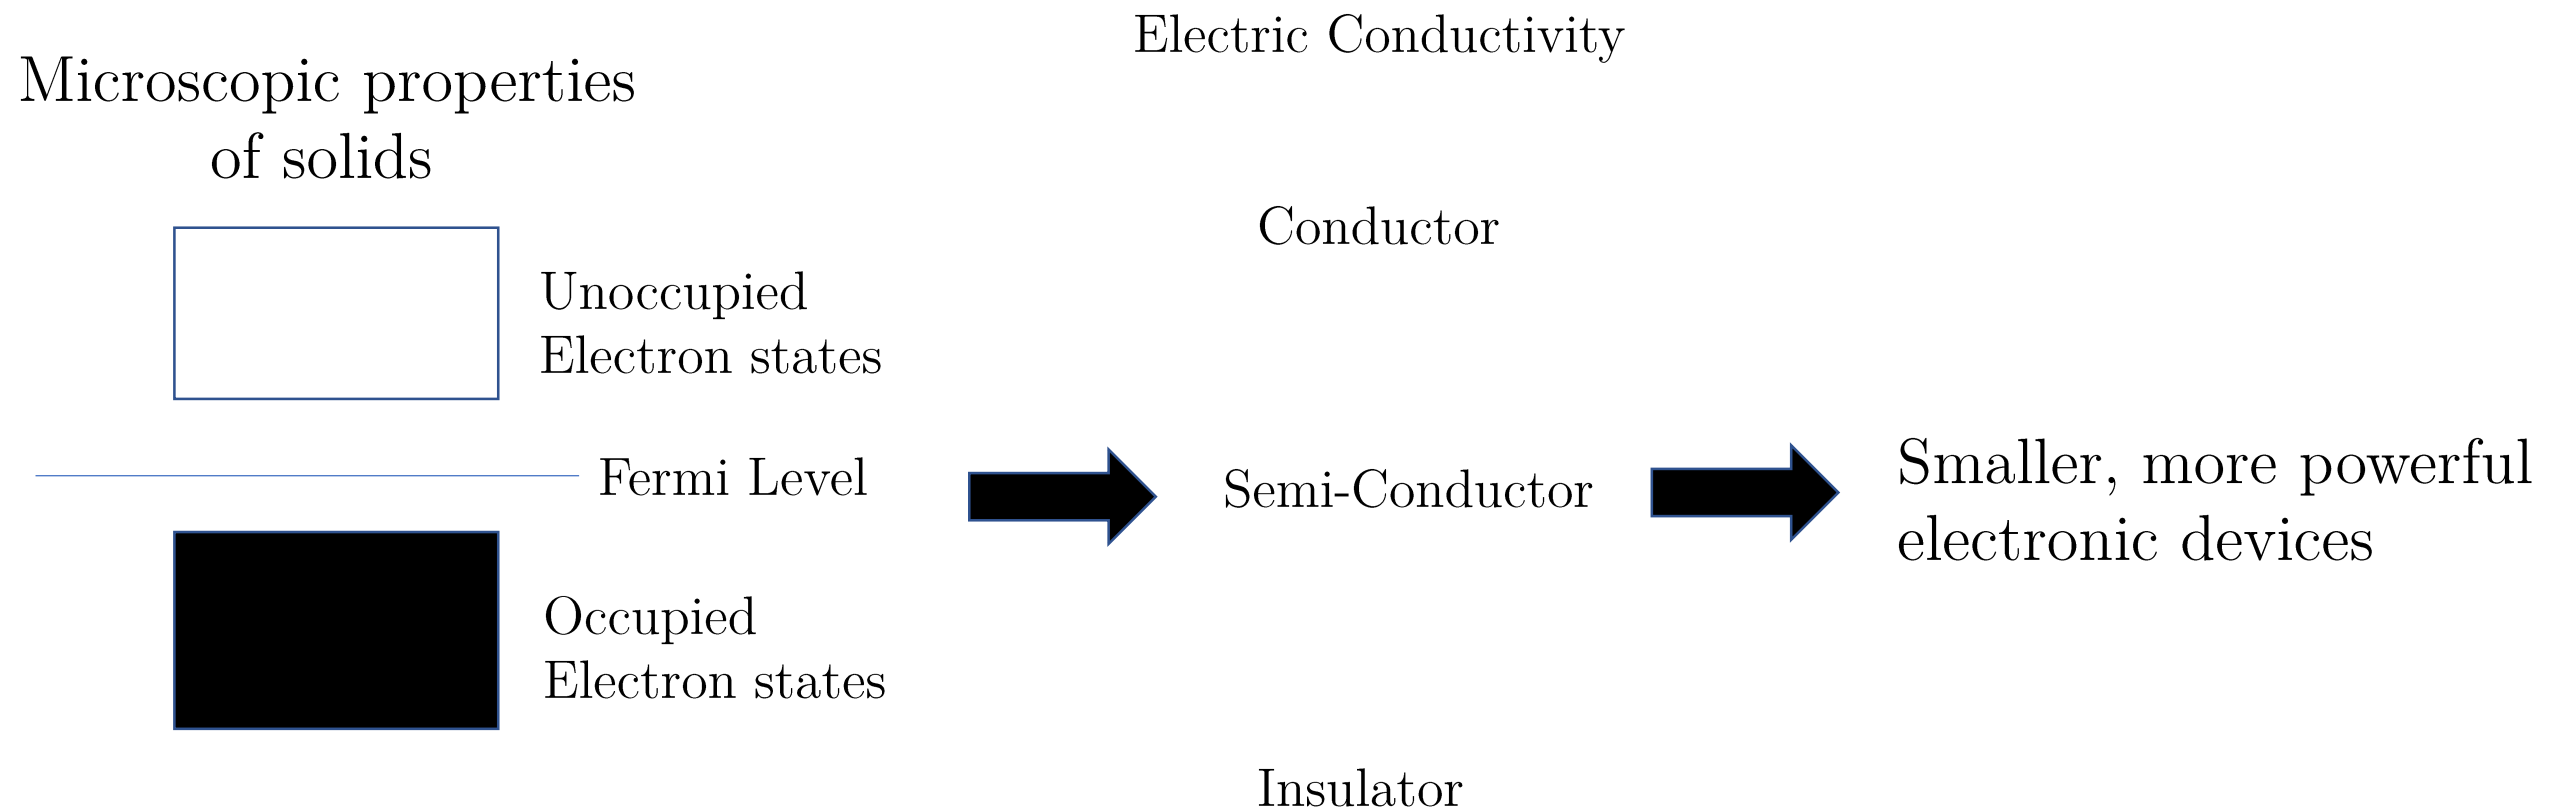 Microscopic properties
of solids
Unoccupied
Electron states
Fermi Level
Occupied
Electron states
Electric Conductivity
Conductor
Semi-Conductor
Insulator
Smaller, more powerful
electronic devices